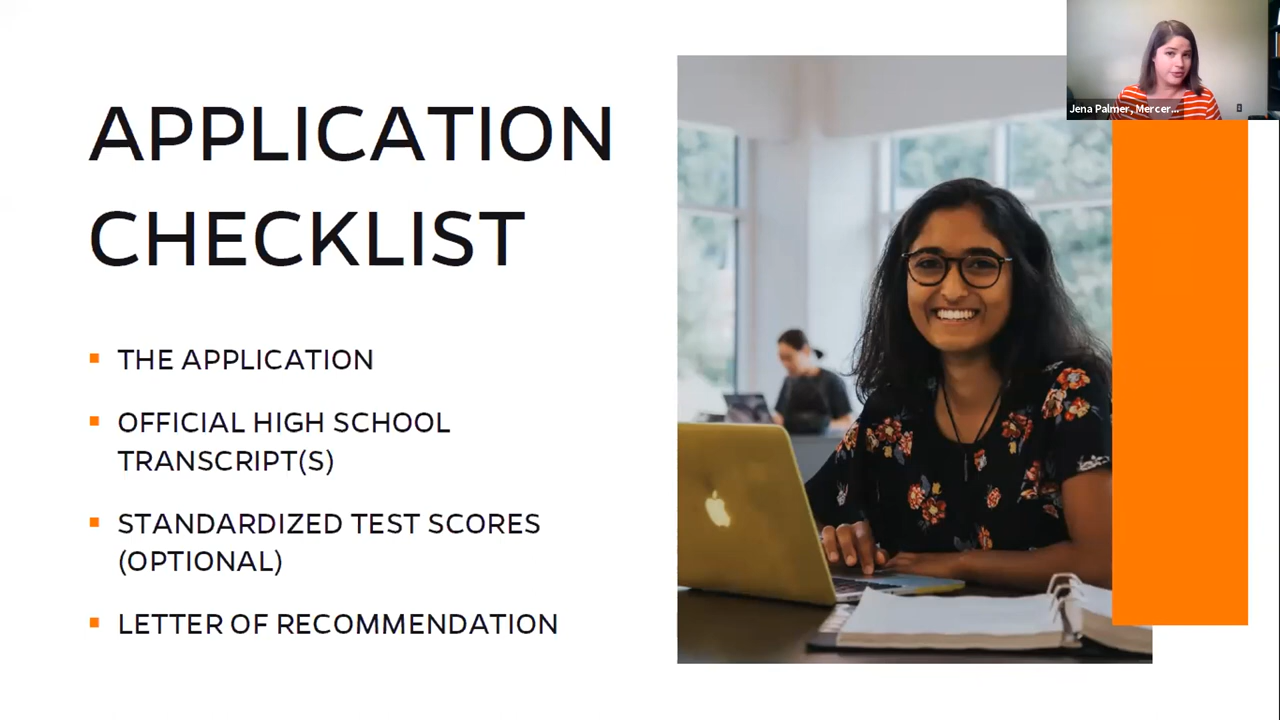 APPLICATION
CHECKLIST
THE APPLICATION
OFFICIAL HIGH SCHOOL
TRANSCRIPT(S)
STANDARDIZED TEST SCORES
(OPTIONAL)
LETTER OF RECOMMENDATION
Jena Palmer, Mercer...